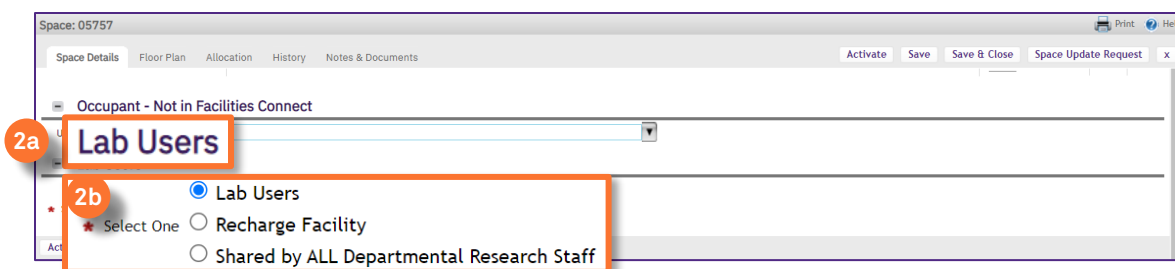 Space: 05757 Print ? He
Space Details Floor Plan Allocation History Notes & Documents Activate Save Save & Close Space Update Request x
Occupant - Not in Facilities Connect
2a Lab Users
2b Lab Users
* Select One Recharge Facility
Shared by ALL Departmental Research Staff